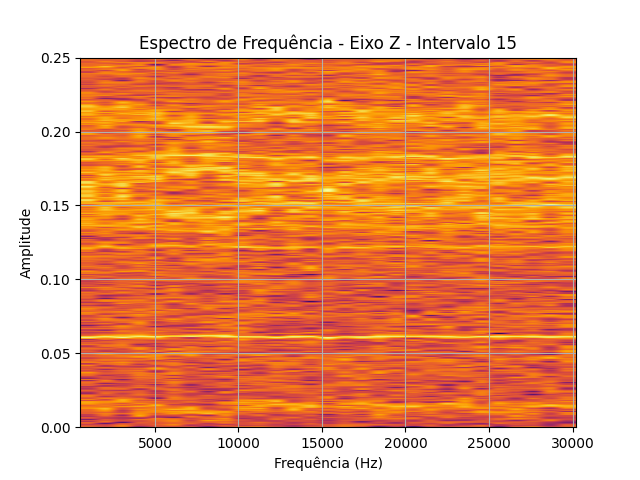 Espectro de Frequência - Eixo Z - Intervalo 15
0.25
0.20
0.15
0.10
0.05
0.00
Amplitude
5000 10000 15000 20000 25000 30000
Frequência (Hz)